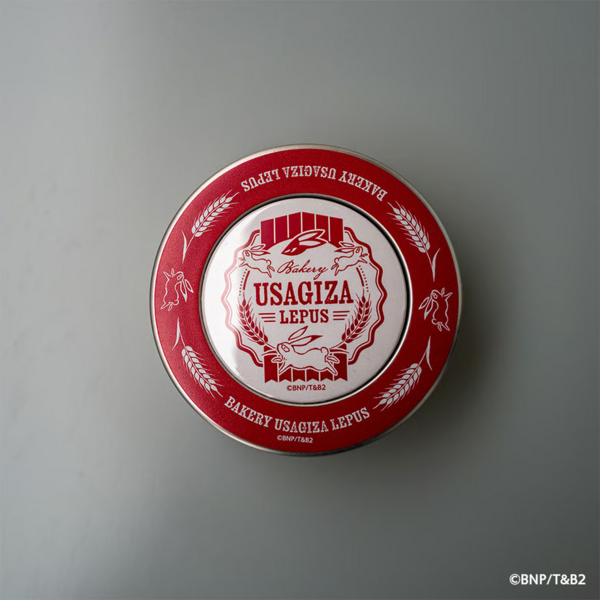 BAKERY USAGIZA LEPUS
Bakery
USAGIZA
LEPUS
©BNP/T&B2
BAKERY USAGIZA LEPUS
©BNP/T&B2
©BNP/T&B2